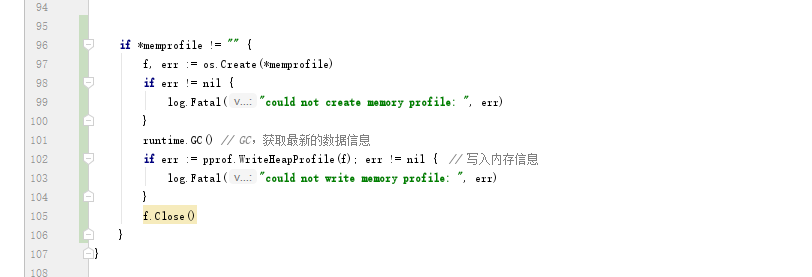 94
95
96 if *memprofile != "" {
97 f, err := os.Create(*memprofile)
98 if err != nil {
99 log.Fatal( v...: "could not create memory profile: ", err)
100 }
101 runtime.GC() // GC，获取最新的数据信息
102 if err := pprof.WriteHeapProfile(f); err != nil { // 写入内存信息
103 log.Fatal( v...: "could not write memory profile: ", err)
104 }
105 f.Close()
106 }
107 }
108